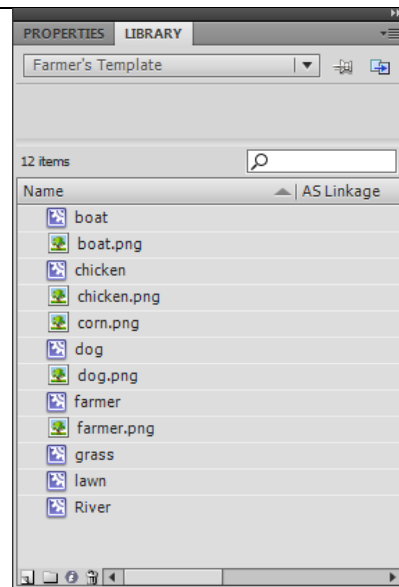 PROPERTIES LIBRARY
Farmer's Template
12 items
Name AS Linkage
boat
boat.png
chicken
chicken.png
corn.png
dog
dog.png
farmer
farmer.png
grass
lawn
River